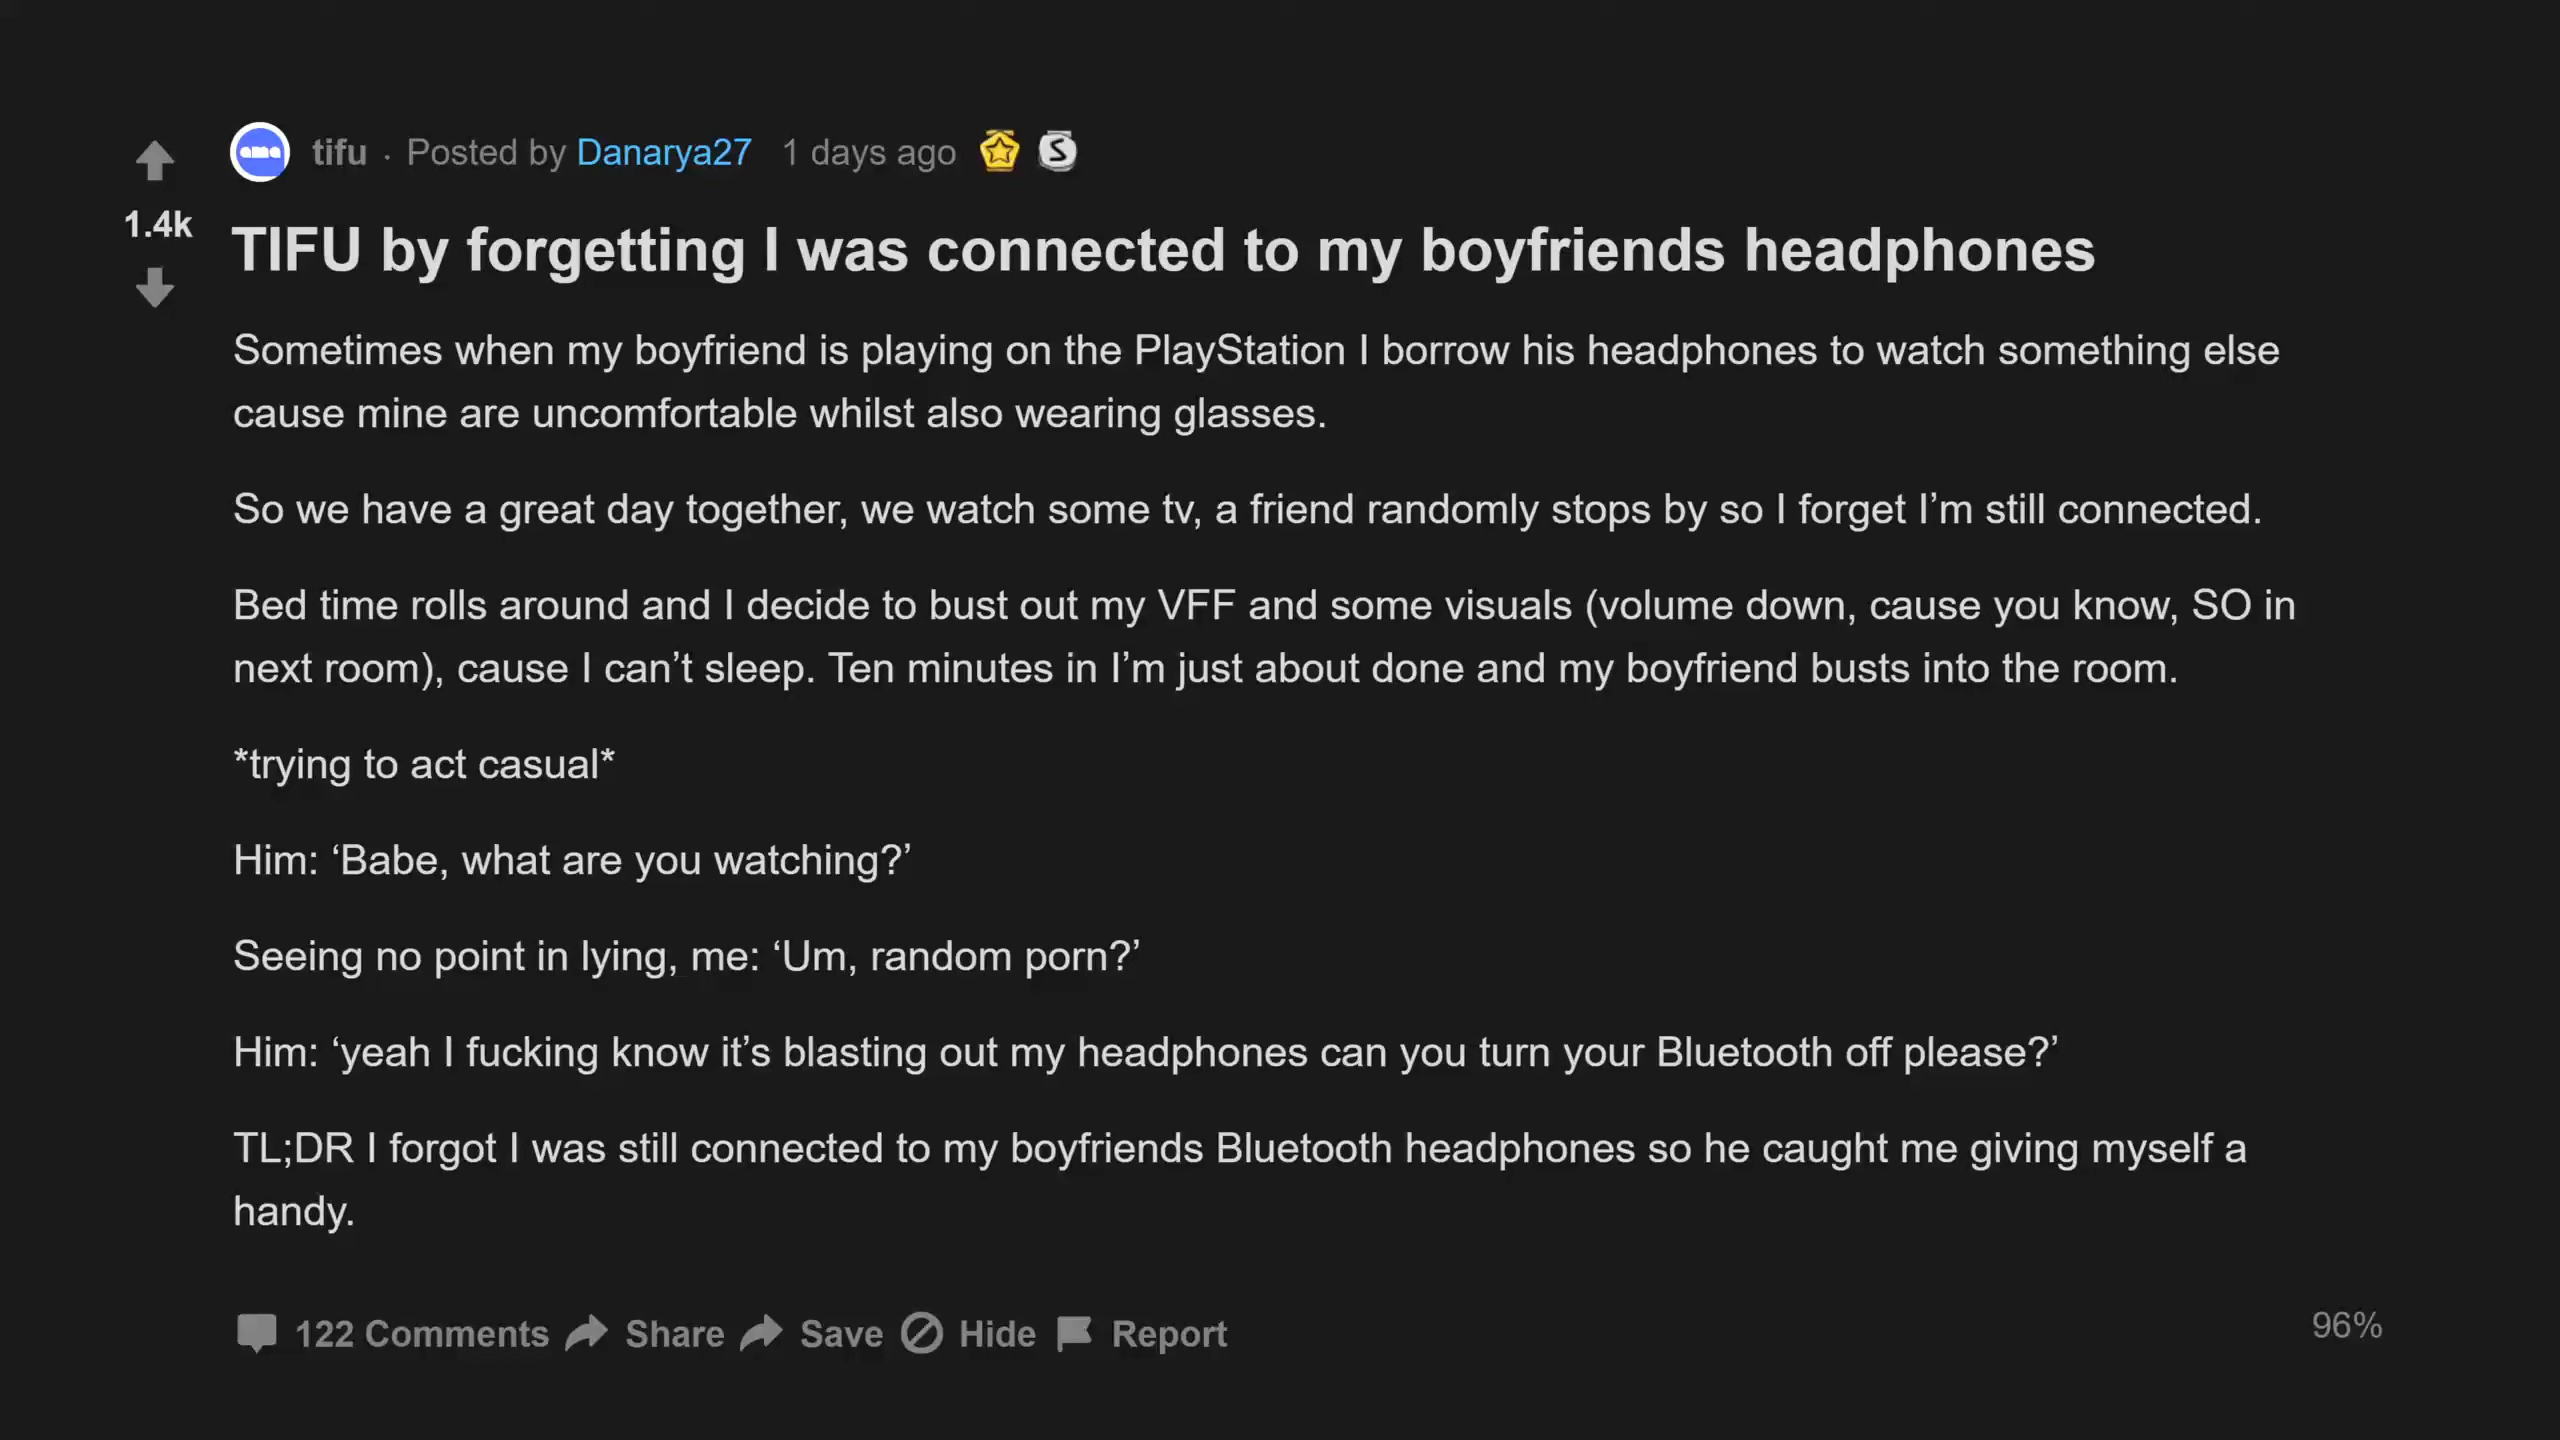 ama
tifu · Posted by Danarya27 1 days ago S
1.4k
TIFU by forgetting I was connected to my boyfriends headphones
Sometimes when my boyfriend is playing on the PlayStation I borrow his headphones to watch something else
cause mine are uncomfortable whilst also wearing glasses.
So we have a great day together, we watch some tv, a friend randomly stops by so I forget I’m still connected.
Bed time rolls around and I decide to bust out my VFF and some visuals (volume down, cause you know, SO in
next room), cause I can’t sleep. Ten minutes in I’m just about done and my boyfriend busts into the room.
*trying to act casual*
Him: ‘Babe, what are you watching?’
Seeing no point in lying, me: ‘Um, random porn?’
Him: ‘yeah I fucking know it’s blasting out my headphones can you turn your Bluetooth off please?’
TL;DR I forgot I was still connected to my boyfriends Bluetooth headphones so he caught me giving myself a
handy.
122 Comments Share Save Hide Report
96%